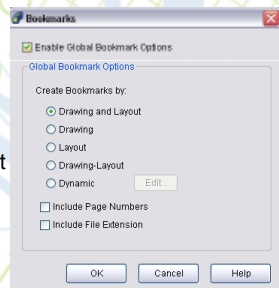 Bookmarks
Enable Global Bookmark Options
Global Bookmark Options
Create Bookmarks by:
Drawing and Layout
Drawing
Layout
t
Drawing-Layout
Dynamic Edit...
Include Page Numbers
Include File Extension
OK Cancel Help